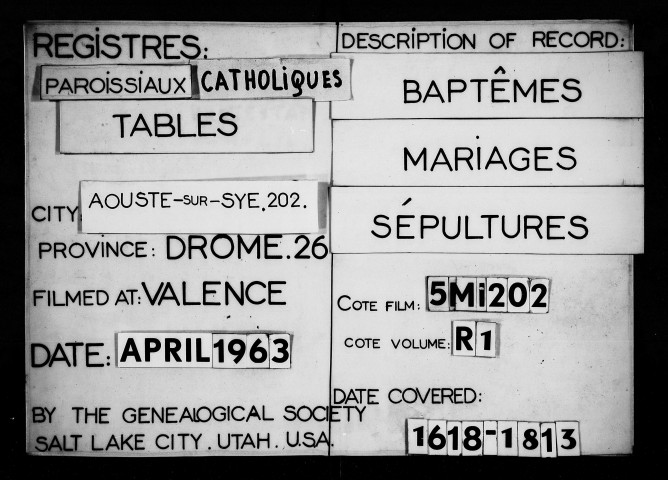 REGISTRES:
PAROISSIAUX CATHOLIQUES
TABLES
CITY: AOUSTE-SUR-SYE.202.
PROVINCE: DROME.26
FILMED AT: VALENCE
DATE: APRIL 1963
BY THE GENEALOGICAL SOCIETY
SALT LAKE CITY. UTAH. U.S.A.
DESCRIPTION OF RECORD:
BAPTÊMES
MARIAGES
SÉPULTURES
COTE FILM: 5Mi202
COTE VOLUME: R1
DATE COVERED:
1618-1813